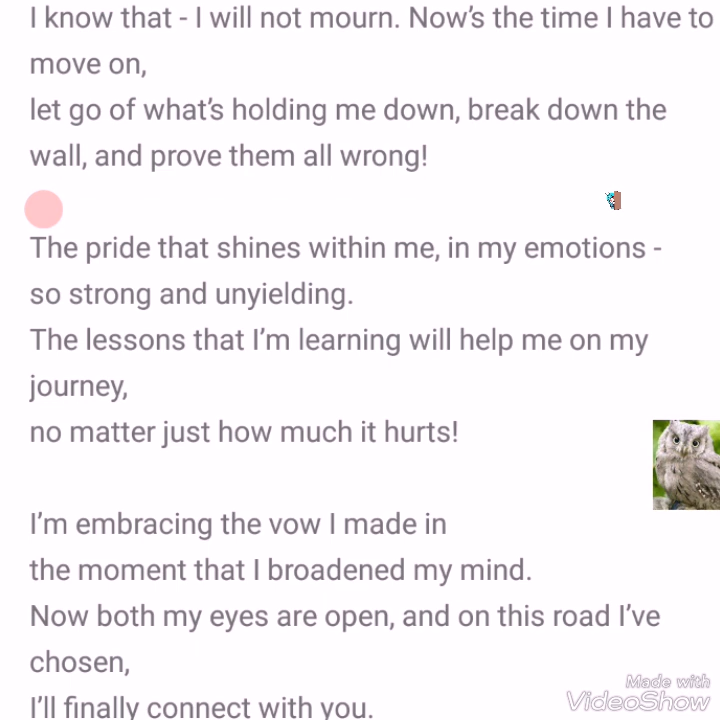 I know that - I will not mourn. Now’s the time I have to
move on,
let go of what’s holding me down, break down the
wall, and prove them all wrong!
The pride that shines within me, in my emotions -
so strong and unyielding.
The lessons that I’m learning will help me on my
journey,
no matter just how much it hurts!
I’m embracing the vow I made in
the moment that I broadened my mind.
Now both my eyes are open, and on this road I’ve
chosen,
I’ll finally connect with you.
Made with
VideoShow